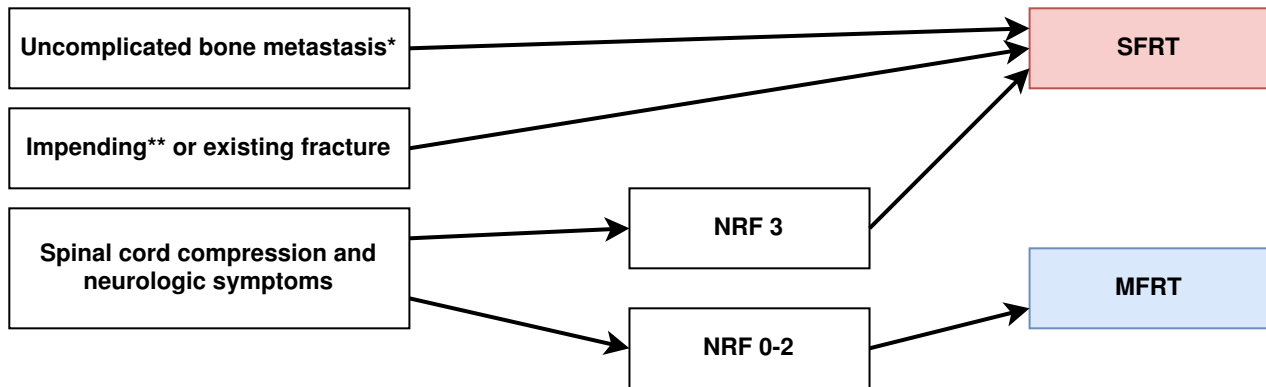 Uncomplicated bone metastasis*
SFRT
Impending** or existing fracture
NRF 3
Spinal cord compression and
neurologic symptoms
MFRT
NRF 0-2